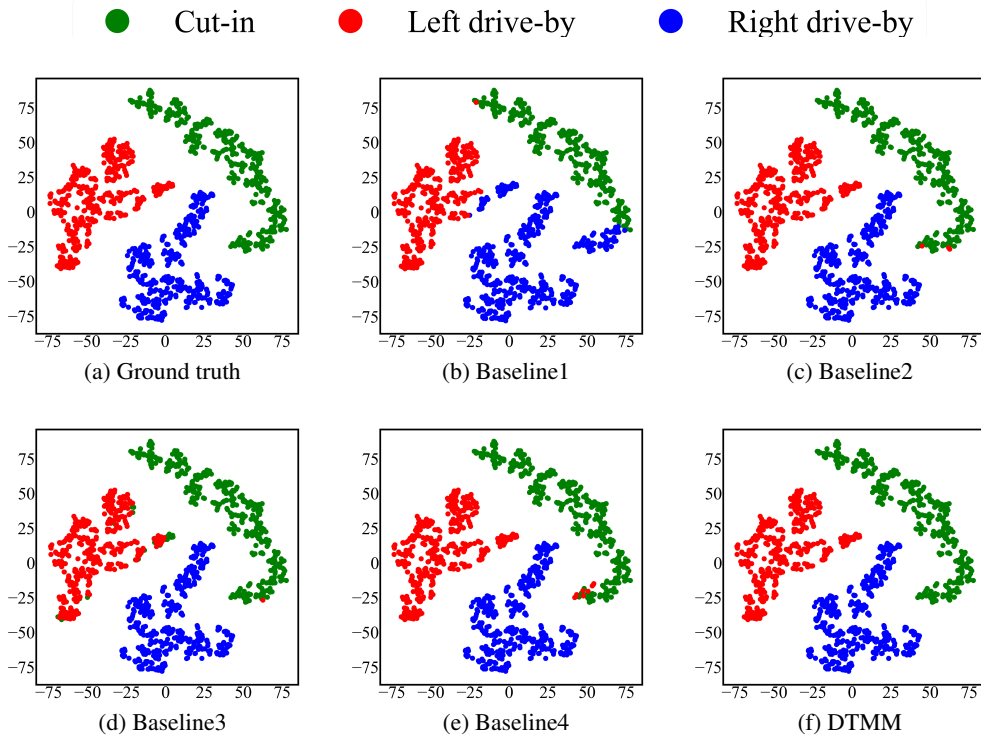 Cut-in Left drive-by Right drive-by
75 75 75
50 50 50
25 25 25
0 0 0
−25 −25 −25
−50 −50 −50
−75 −75 −75
−75 −50 −25 0 25 50 75 −75 −50 −25 0 25 50 75 −75 −50 −25 0 25 50 75
(a) Ground truth (b) Baseline1 (c) Baseline2
75 75 75
50 50 50
25 25 25
0 0 0
−25 −25 −25
−50 −50 −50
−75 −75 −75
−75 −50 −25 0 25 50 75 −75 −50 −25 0 25 50 75 −75 −50 −25 0 25 50 75
(d) Baseline3 (e) Baseline4 (f) DTMM